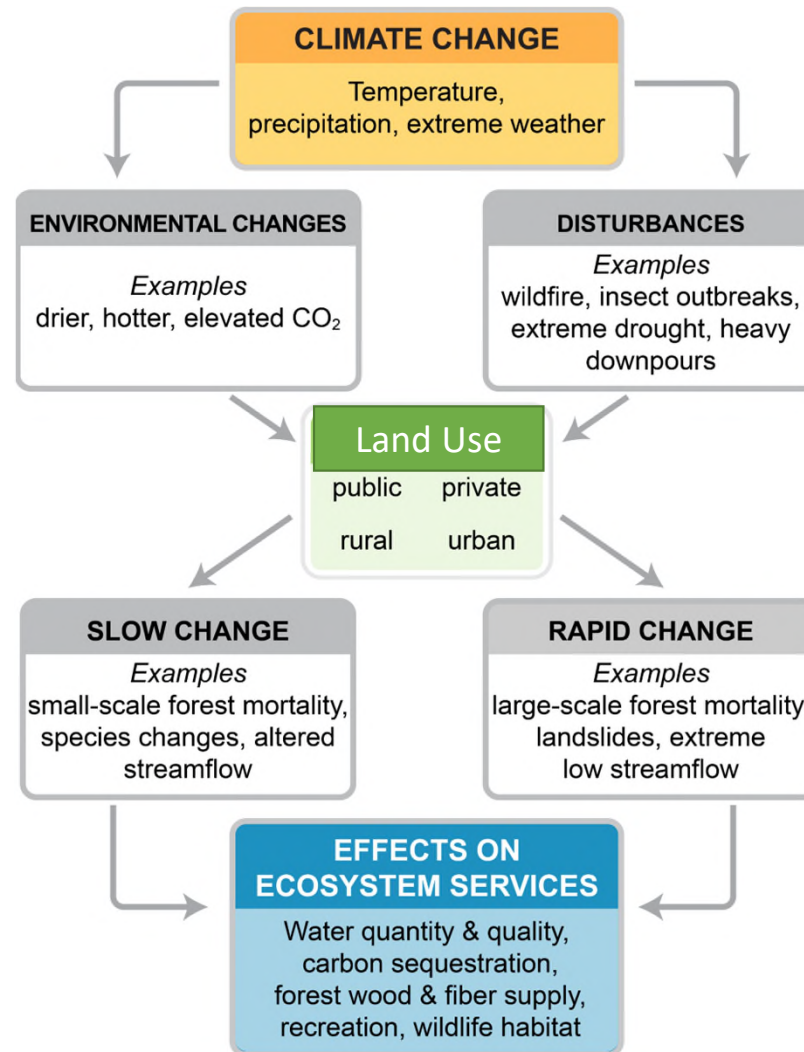 CLIMATE CHANGE
Temperature,
precipitation, extreme weather
ENVIRONMENTAL CHANGES
Examples
drier, hotter, elevated CO₂
DISTURBANCES
Examples
wildfire, insect outbreaks,
extreme drought, heavy
downpours
Land Use
public private
rural urban
SLOW CHANGE
Examples
small-scale forest mortality,
species changes, altered
streamflow
RAPID CHANGE
Examples
large-scale forest mortality
landslides, extreme
low streamflow
EFFECTS ON
ECOSYSTEM SERVICES
Water quantity & quality,
carbon sequestration,
forest wood & fiber supply,
recreation, wildlife habitat